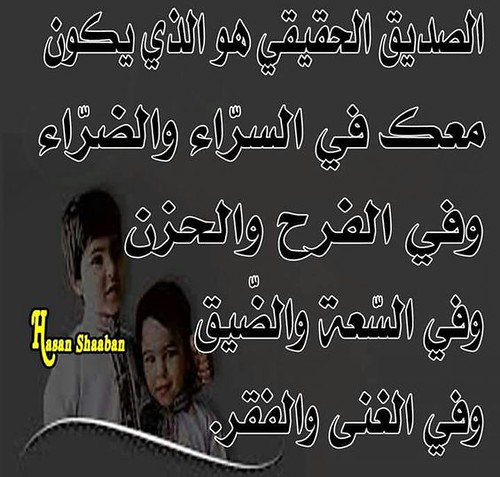 الصديق الحقيقي هو الذي يكون
معك في السرّاء والضرّاء
وفي الفرح والحزن
وفي السّعة والضّيق
وفي الغنى والفقر.
Hasan Shaaban